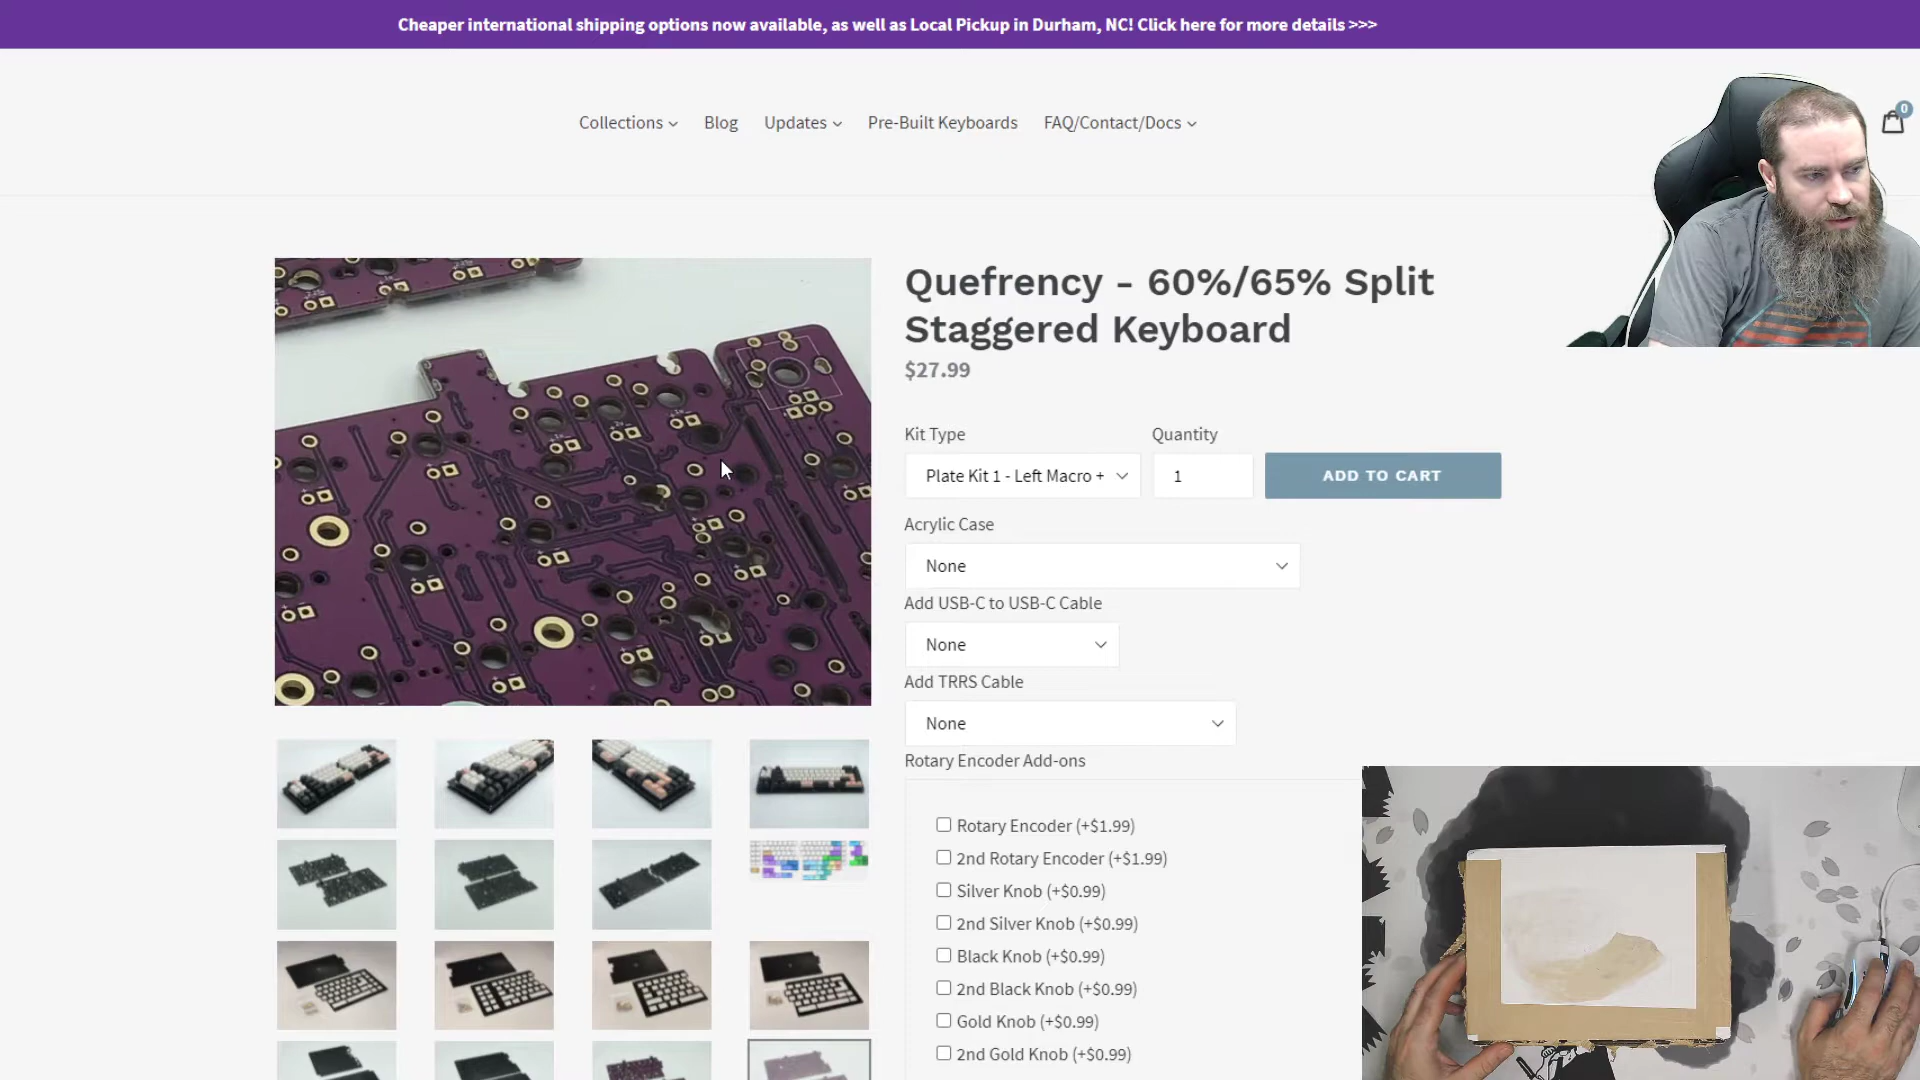 Cheaper international shipping options now available, as well as Local Pickup in Durham, NC! Click here for more details >>>
Collections
Blog
Updates
Pre-Built Keyboards
FAQ/Contact/Docs
0
Quefrency - 60%/65% Split
Staggered Keyboard
$27.99
Kit Type
Quantity
Plate Kit 1 - Left Macro +
1
ADD TO CART
Acrylic Case
None
Add USB-C to USB-C Cable
None
Add TRRS Cable
None
Rotary Encoder Add-ons
Rotary Encoder (+$1.99)
2nd Rotary Encoder (+$1.99)
Silver Knob (+$0.99)
2nd Silver Knob (+$0.99)
Black Knob (+$0.99)
2nd Black Knob (+$0.99)
Gold Knob (+$0.99)
2nd Gold Knob (+$0.99)